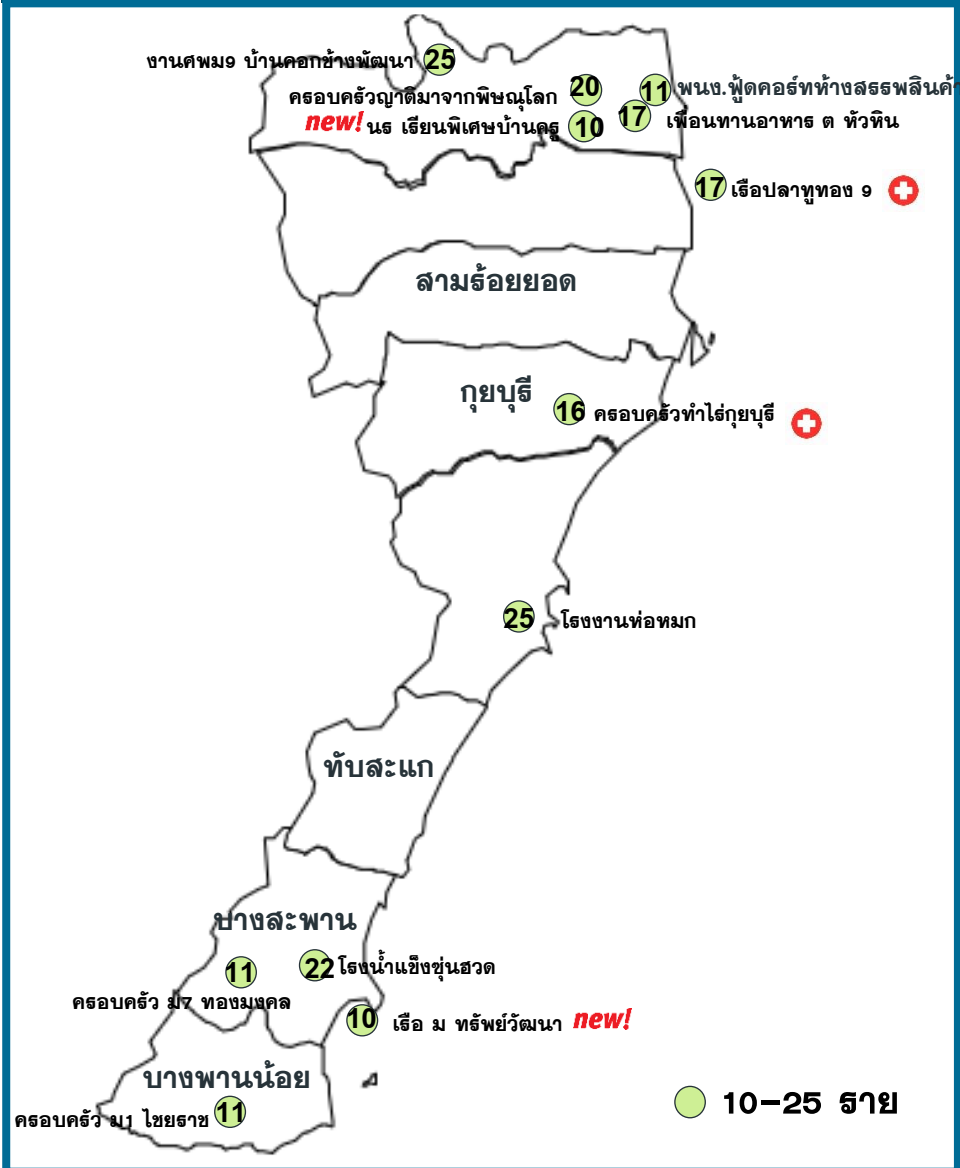 งานศพม9 บ้านคอกช้างพัฒนา 25
ครอบครัวญาติมาจากพิษณุโลก 20
11 พนง.ฟู้ดคอร์ทห้างสรรพสินค้า
new! นร เรียนพิเศษบ้านครู 10
17 เพื่อนทานอาหาร ต หัวหิน
17 เรือปลาทูทอง 9
สามร้อยยอด
กุยบุรี
16 ครอบครัวทำไร่กุยบุรี
25 โรงงานห่อหมก
ทับสะแก
บางสะพาน
22 โรงน้ำแข็งซุ่นฮวด
11
ครอบครัว ม7 ทองมงคล
10 เรือ ม ทรัพย์วัฒนา new!
บางพานน้อย
ครอบครัว ม1 ไชยราช 11
10-25 ราย